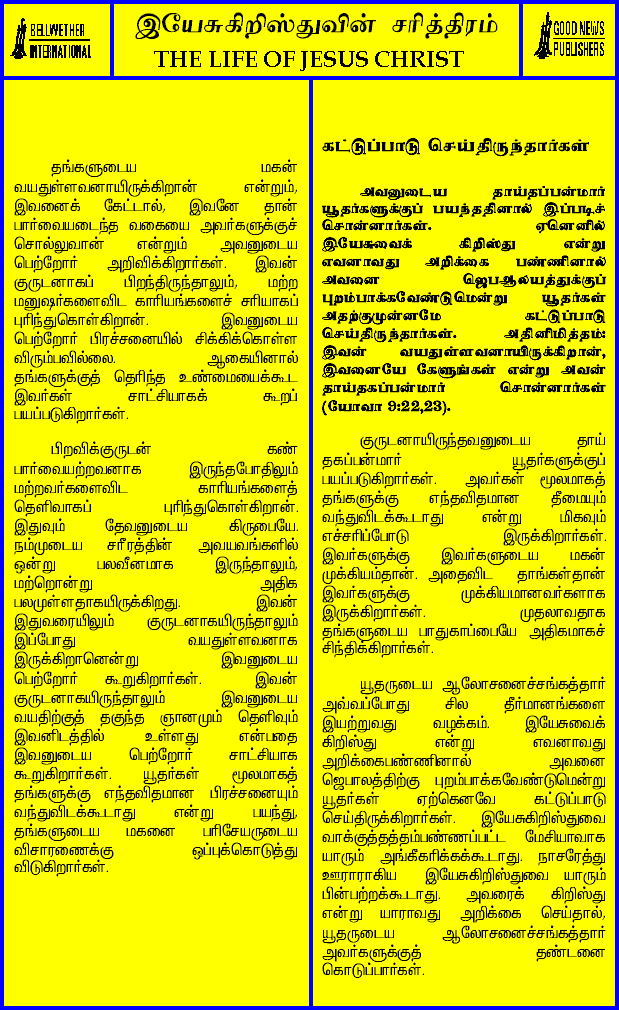 BELLWETHER
INTERNATIONAL
இயேசுகிறிஸ்துவின் சரித்திரம்
THE LIFE OF JESUS CHRIST
GOOD NEWS
PUBLISHERS
தங்களுடைய மகன்
வயதுள்ளவனாயிருக்கிறான் என்றும்,
இவனைக் கேட்டால், இவனே தான்
பார்வையடைந்த வகையை அவர்களுக்குச்
சொல்லுவான் என்றும் அவனுடைய
பெற்றோர் அறிவிக்கிறார்கள். இவன்
குருடனாகப் பிறந்திருந்தாலும், மற்ற
மனுஷர்களைவிட காரியங்களைச் சரியாகப்
புரிந்துகொள்கிறான். இவனுடைய
பெற்றோர் பிரச்சனையில் சிக்கிக்கொள்ள
விரும்பவில்லை. ஆகையினால்
தங்களுக்குத் தெரிந்த உண்மையைக்கூட
இவர்கள் சாட்சியாகக் கூறப்
பயப்படுகிறார்கள்.
பிறவிக்குருடன் கண்
பார்வையற்றவனாக இருந்தபோதிலும்
மற்றவர்களைவிட காரியங்களைத்
தெளிவாகப் புரிந்துகொள்கிறான்.
இதுவும் தேவனுடைய கிருபையே.
நம்முடைய சரீரத்தின் அவயவங்களில்
ஒன்று பலவீனமாக இருந்தாலும்,
மற்றொன்று அதிக
பலமுள்ளதாகயிருக்கிறது. இவன்
இதுவரையிலும் குருடனாகயிருந்தாலும்
இப்போது வயதுள்ளவனாக
இருக்கிறானென்று இவனுடைய
பெற்றோர் கூறுகிறார்கள். இவன்
குருடனாகயிருந்தாலும் இவனுடைய
வயதிற்குத் தகுந்த ஞானமும் தெளிவும்
இவனிடத்தில் உள்ளது என்பதை
இவனுடைய பெற்றோர் சாட்சியாக
கூறுகிறார்கள். யூதர்கள் மூலமாகத்
தங்களுக்கு எந்தவிதமான பிரச்சனையும்
வந்துவிடக்கூடாது என்று பயந்து,
தங்களுடைய மகனை பரிசேயருடைய
விசாரணைக்கு ஒப்புக்கொடுத்து
விடுகிறார்கள்.
கட்டுப்பாடு செய்திருந்தார்கள்
அவனுடைய தாய்தப்பன்மார்
யூதர்களுக்குப் பயந்ததினால் இப்படிச்
சொன்னார்கள். ஏனெனில்
இயேசுவைக் கிறிஸ்து என்று
எவனாவது அறிக்கை பண்ணினால்
அவனை ஜெபஆலயத்துக்குப்
புறம்பாக்கவேண்டுமென்று யூதர்கள்
அதற்குமுன்னமே கட்டுப்பாடு
செய்திருந்தார்கள். அதினிமித்தம்:
இவன் வயதுள்ளவனாயிருக்கிறான்,
இவனையே கேளுங்கள் என்று அவன்
தாய்தகப்பன்மார் சொன்னார்கள்
(யோவா 9:22,23).
குருடனாயிருந்தவனுடைய தாய்
தகப்பன்மார் யூதர்களுக்குப்
பயப்படுகிறார்கள். அவர்கள் மூலமாகத்
தங்களுக்கு எந்தவிதமான தீமையும்
வந்துவிடக்கூடாது என்று மிகவும்
எச்சரிப்போடு இருக்கிறார்கள்.
இவர்களுக்கு இவர்களுடைய மகன்
முக்கியம்தான். அதைவிட தாங்கள்தான்
இவர்களுக்கு முக்கியமானவர்களாக
இருக்கிறார்கள். முதலாவதாக
தங்களுடைய பாதுகாப்பையே அதிகமாகச்
சிந்திக்கிறார்கள்.
யூதருடைய ஆலோசனைச்சங்கத்தார்
அவ்வப்போது சில தீர்மானங்களை
இயற்றுவது வழக்கம். இயேசுவைக்
கிறிஸ்து என்று எவனாவது
அறிக்கைபண்ணினால் அவனை
ஜெபாலத்திற்கு புறம்பாக்கவேண்டுமென்று
யூதர்கள் ஏற்கெனவே கட்டுப்பாடு
செய்திருக்கிறார்கள். இயேசுகிறிஸ்துவை
வாக்குத்தத்தம்பண்ணப்பட்ட மேசியாவாக
யாரும் அங்கீகரிக்கக்கூடாது. நாசரேத்து
ஊராராகிய இயேசுகிறிஸ்துவை யாரும்
பின்பற்றக்கூடாது. அவரைக் கிறிஸ்து
என்று யாராவது அறிக்கை செய்தால்,
யூதருடைய ஆலோசனைச்சங்கத்தார்
அவர்களுக்குத் தண்டனை
கொடுப்பார்கள்.